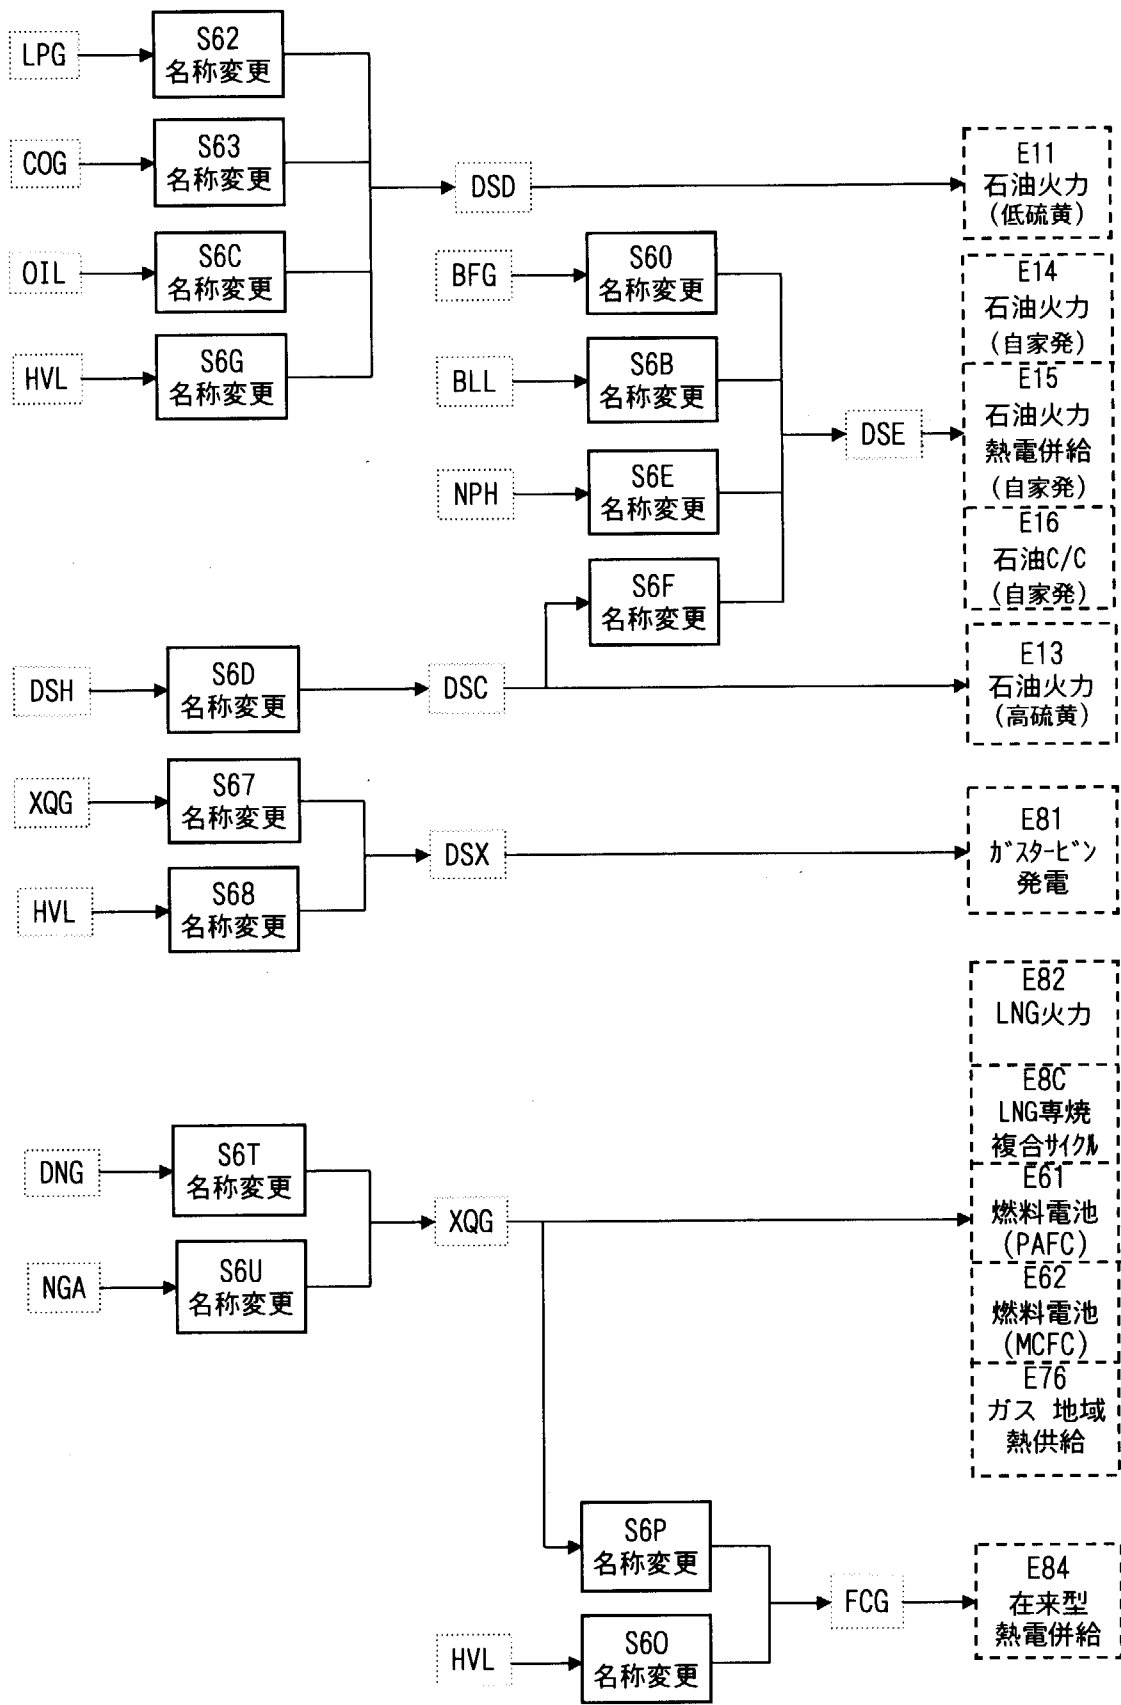 LPG
S62
名称変更
COG
S63
名称変更
DSD
E11
石油火力
(低硫黄)
OIL
S6C
名称変更
BFG
S60
名称変更
E14
石油火力
(自家発)
HVL
S6G
名称変更
BLL
S6B
名称変更
DSE
E15
石油火力
熱電併給
(自家発)
NPH
S6E
名称変更
E16
石油C/C
(自家発)
S6F
名称変更
DSH
S6D
名称変更
DSC
E13
石油火力
(高硫黄)
XQG
S67
名称変更
DSX
E81
ガスタービン
発電
HVL
S68
名称変更
E82
LNG火力
E8C
LNG専焼
複合サイクル
DNG
S6T
名称変更
XQG
E61
燃料電池
(PAFC)
NGA
S6U
名称変更
E62
燃料電池
(MCFC)
E76
ガス 地域
熱供給
S6P
名称変更
FCG
E84
在来型
熱電併給
HVL
S6O
名称変更